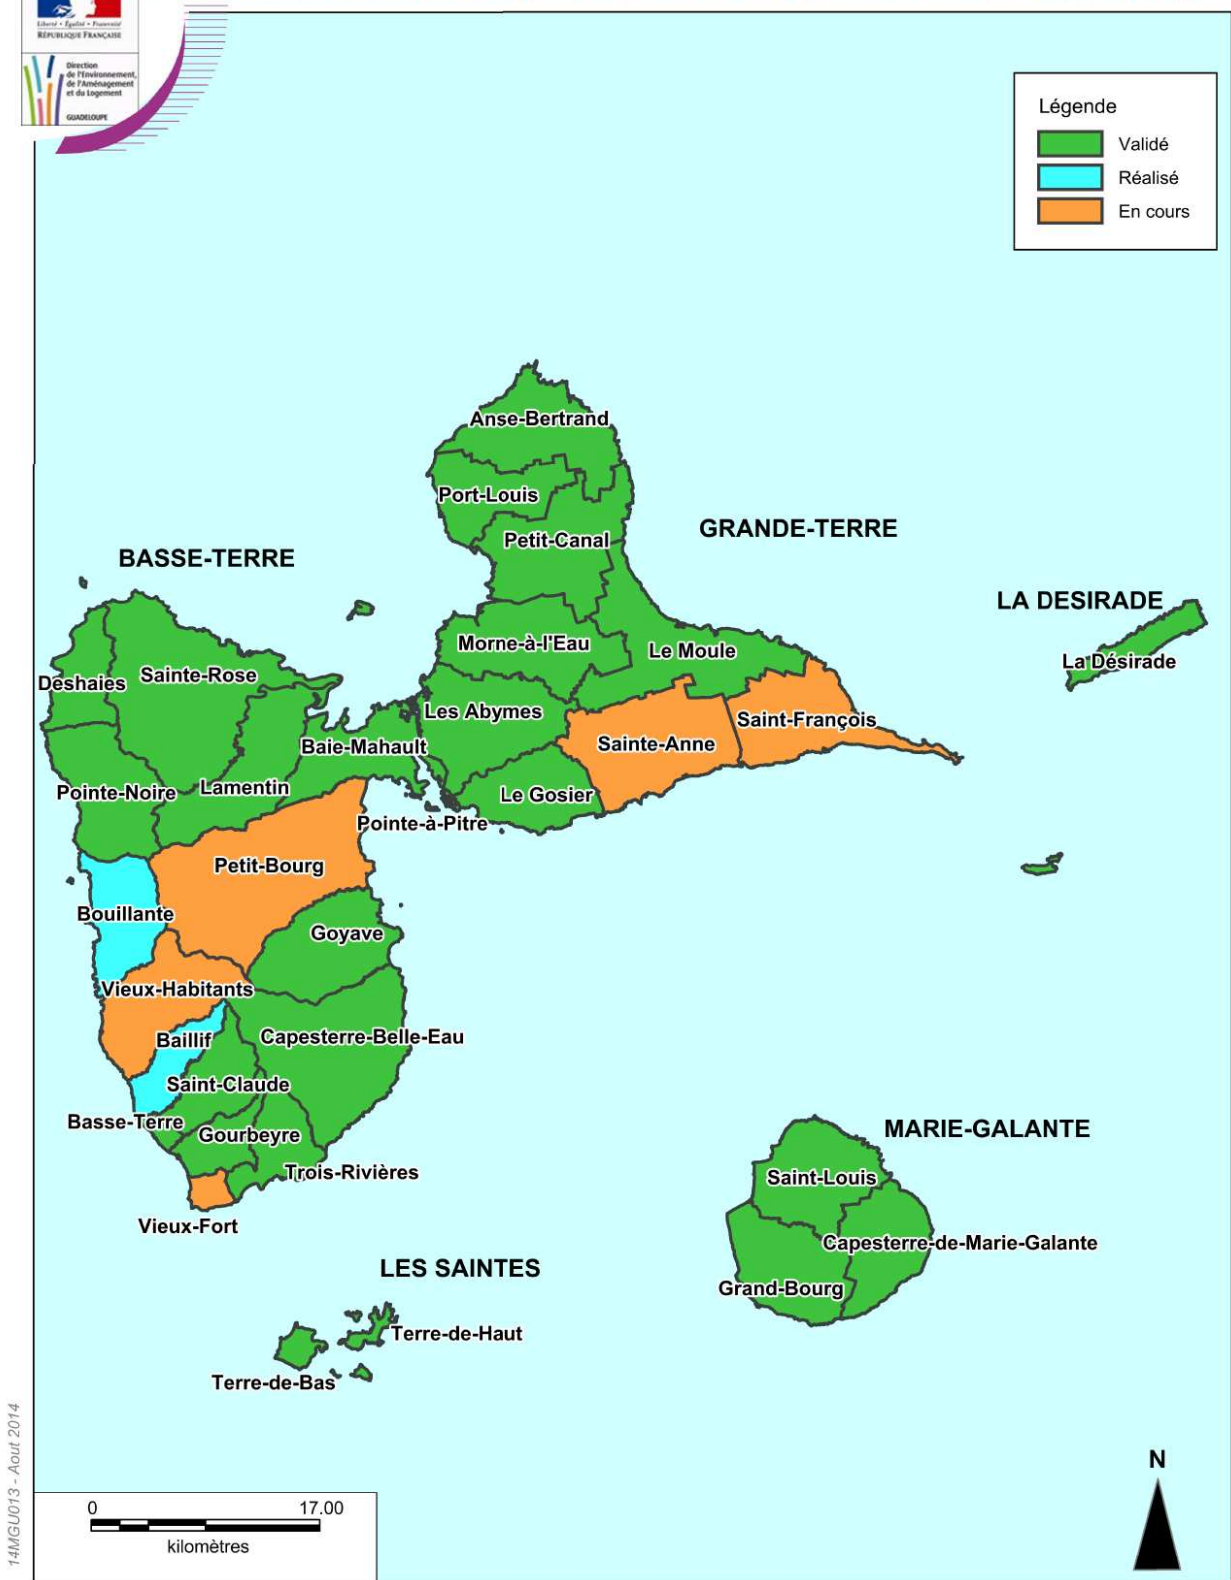 Liberté • Égalité • Fraternité
RÉPUBLIQUE FRANÇAISE
Direction
de l'Environnement,
de l'Aménagement
et du Logement
GUADELOUPE
Légende
Validé
Réalisé
En cours
Anse-Bertrand
Port-Louis
Petit-Canal
GRANDE-TERRE
BASSE-TERRE
LA DESIRADE
La Désirade
Morne-à-l'Eau
Le Moule
Deshaies
Sainte-Rose
Les Abymes
Saint-François
Sainte-Anne
Baie-Mahault
Pointe-Noire
Lamentin
Le Gosier
Pointe-à-Pitre
Petit-Bourg
Bouillante
Goyave
Vieux-Habitants
Baillif
Capesterre-Belle-Eau
Saint-Claude
Basse-Terre
Gourbeyre
MARIE-GALANTE
Trois-Rivières
Saint-Louis
Vieux-Fort
Capesterre-de-Marie-Galante
LES SAINTES
Grand-Bourg
Terre-de-Haut
Terre-de-Bas
14MGU013 - Aout 2014
N
0 17.00
kilomètres